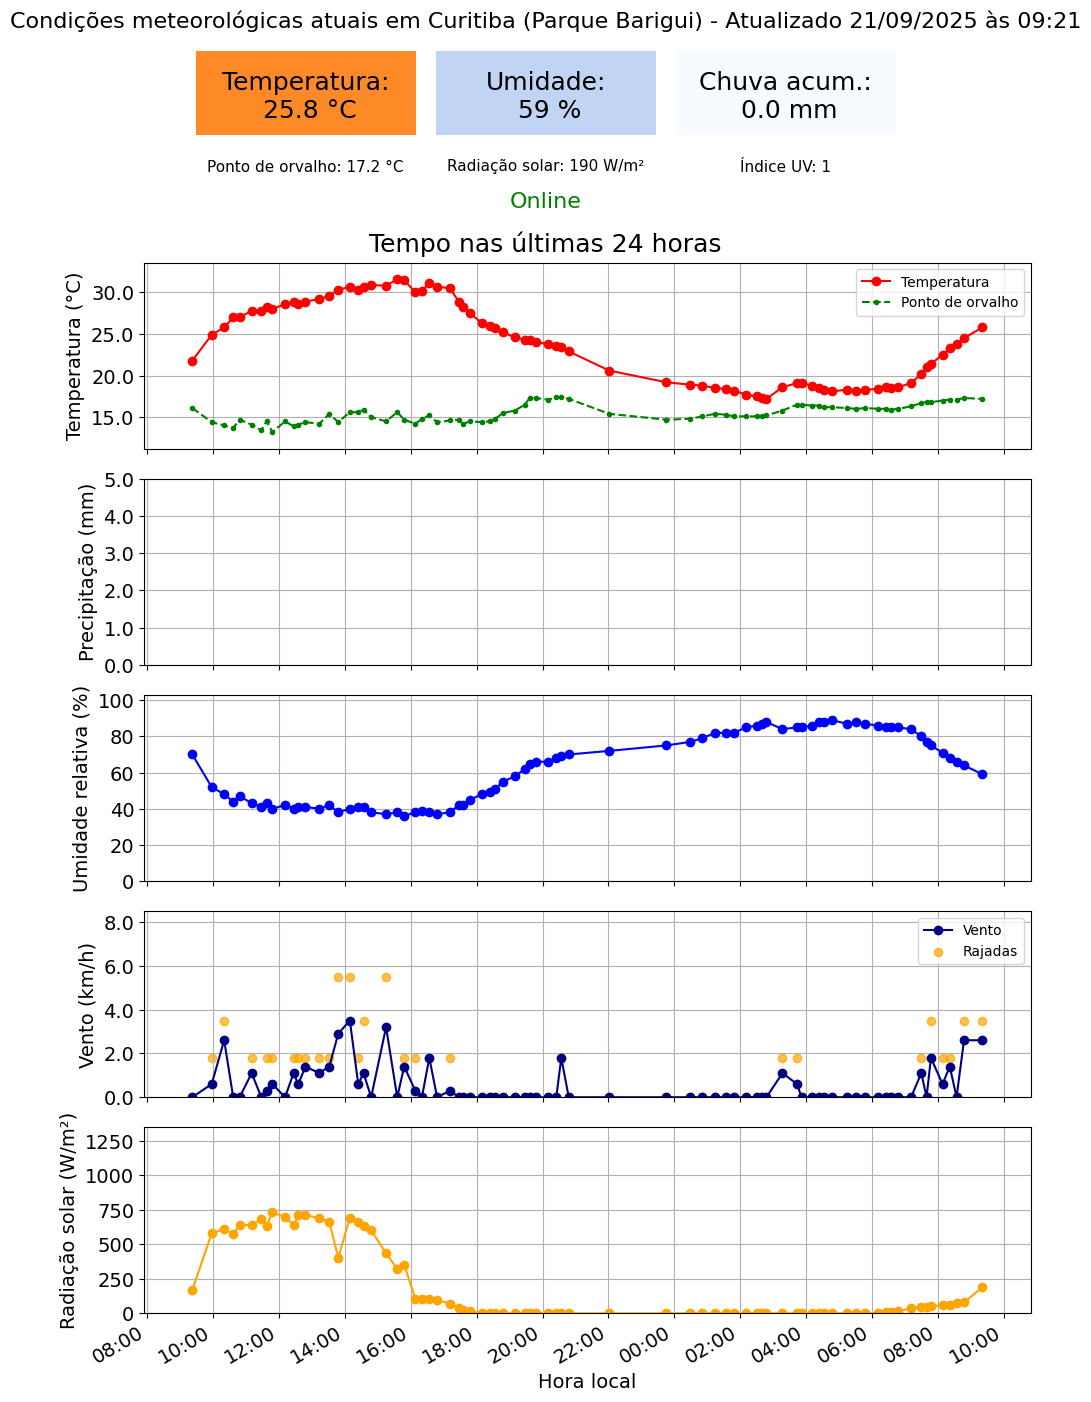 Condições meteorológicas atuais em Curitiba (Parque Barigui) - Atualizado 21/09/2025 às 09:21
Temperatura:
25.8 °C
Umidade:
59 %
Chuva acum.:
0.0 mm
Ponto de orvalho: 17.2 °C
Radiação solar: 190 W/m²
Índice UV: 1
Online
Tempo nas últimas 24 horas
Temperatura (°C)
30.0
25.0
20.0
15.0
Temperatura
Ponto de orvalho
Precipitação (mm)
5.0
4.0
3.0
2.0
1.0
0.0
Umidade relativa (%)
100
80
60
40
20
0
Vento (km/h)
8.0
6.0
4.0
2.0
0.0
Vento
Rajadas
Radiação solar (W/m²)
1250
1000
750
500
250
0
08:00
10:00
12:00
14:00
16:00
18:00
20:00
22:00
00:00
02:00
04:00
06:00
08:00
10:00
Hora local